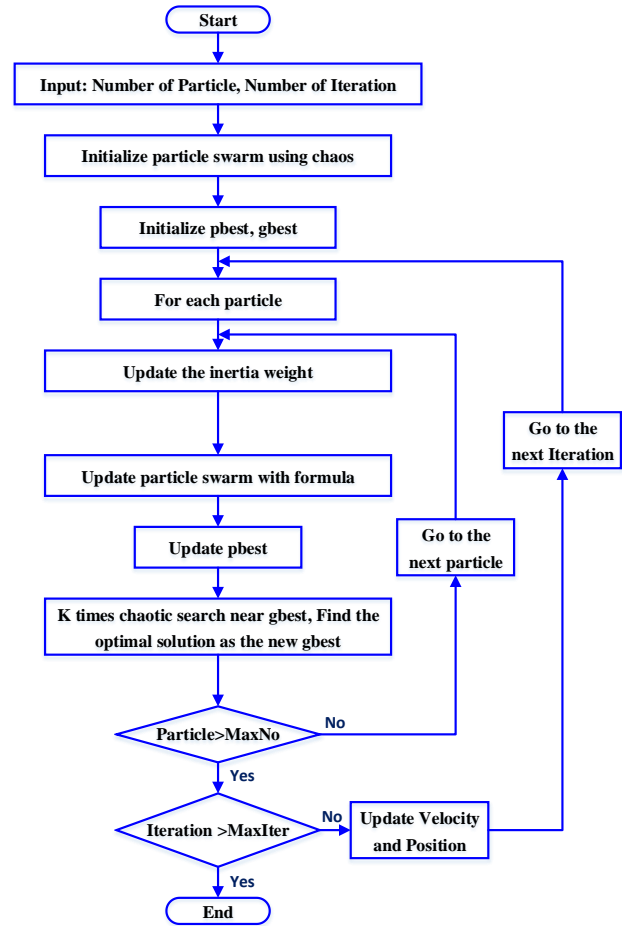 Start
Input: Number of Particle, Number of Iteration
Initialize particle swarm using chaos
Initialize pbest, gbest
For each particle
Update the inertia weight
Go to the
next Iteration
Update particle swarm with formula
Update pbest
Go to the
next particle
K times chaotic search near gbest, Find the
optimal solution as the new gbest
No
Particle>MaxNo
Yes
No
Iteration >MaxIter
Update Velocity
and Position
Yes
End